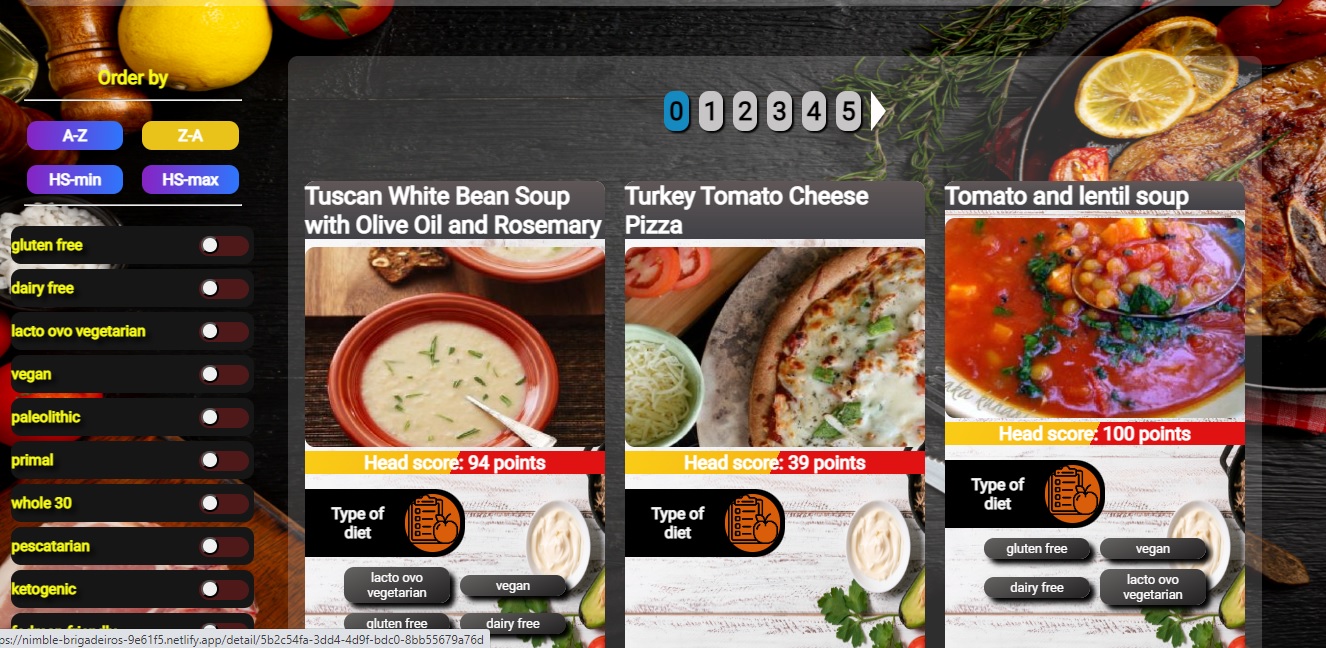 Order by
A-Z
Z-A
HS-min
HS-max
gluten free
dairy free
lacto ovo vegetarian
vegan
paleolithic
primal
whole 30
pescatarian
ketogenic
0 1 2 3 4 5
Tuscan White Bean Soup
with Olive Oil and Rosemary
Head score: 94 points
Type of
diet
lacto ovo
vegetarian
vegan
gluten free
dairy free
Turkey Tomato Cheese
Pizza
Head score: 39 points
Type of
diet
Tomato and lentil soup
Head score: 100 points
Type of
diet
gluten free
vegan
dairy free
lacto ovo
vegetarian
ps://nimble-brigadeiros-9e61f5.netlify.app/detail/5b2c54fa-3dd4-4d9f-bdc0-8bb55679a76d